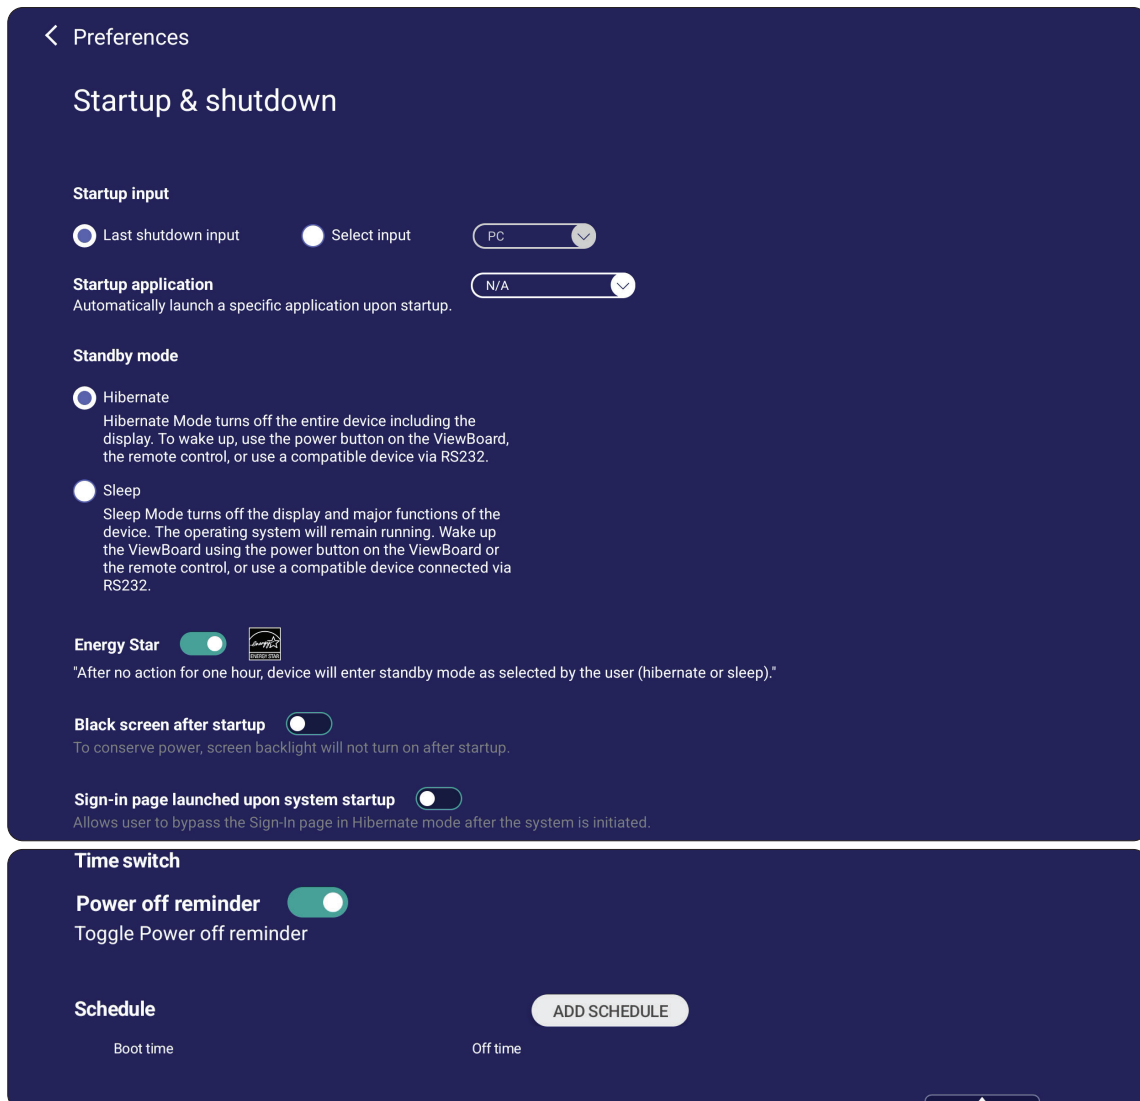 Preferences
Startup & shutdown
Startup input
Last shutdown input
Select input
PC
Startup application
N/A
Automatically launch a specific application upon startup.
Standby mode
Hibernate
Hibernate Mode turns off the entire device including the
display. To wake up, use the power button on the ViewBoard,
the remote control, or use a compatible device via RS232.
Sleep
Sleep Mode turns off the display and major functions of the
device. The operating system will remain running. Wake up
the ViewBoard using the power button on the ViewBoard or
the remote control, or use a compatible device connected via
RS232.
Energy Star
energy
ENERGY STAR
"After no action for one hour, device will enter standby mode as selected by the user (hibernate or sleep)."
Black screen after startup
To conserve power, screen backlight will not turn on after startup.
Sign-in page launched upon system startup
Allows user to bypass the Sign-In page in Hibernate mode after the system is initiated.
Time switch
Power off reminder
Toggle Power off reminder
Schedule
ADD SCHEDULE
Boot time
Off time